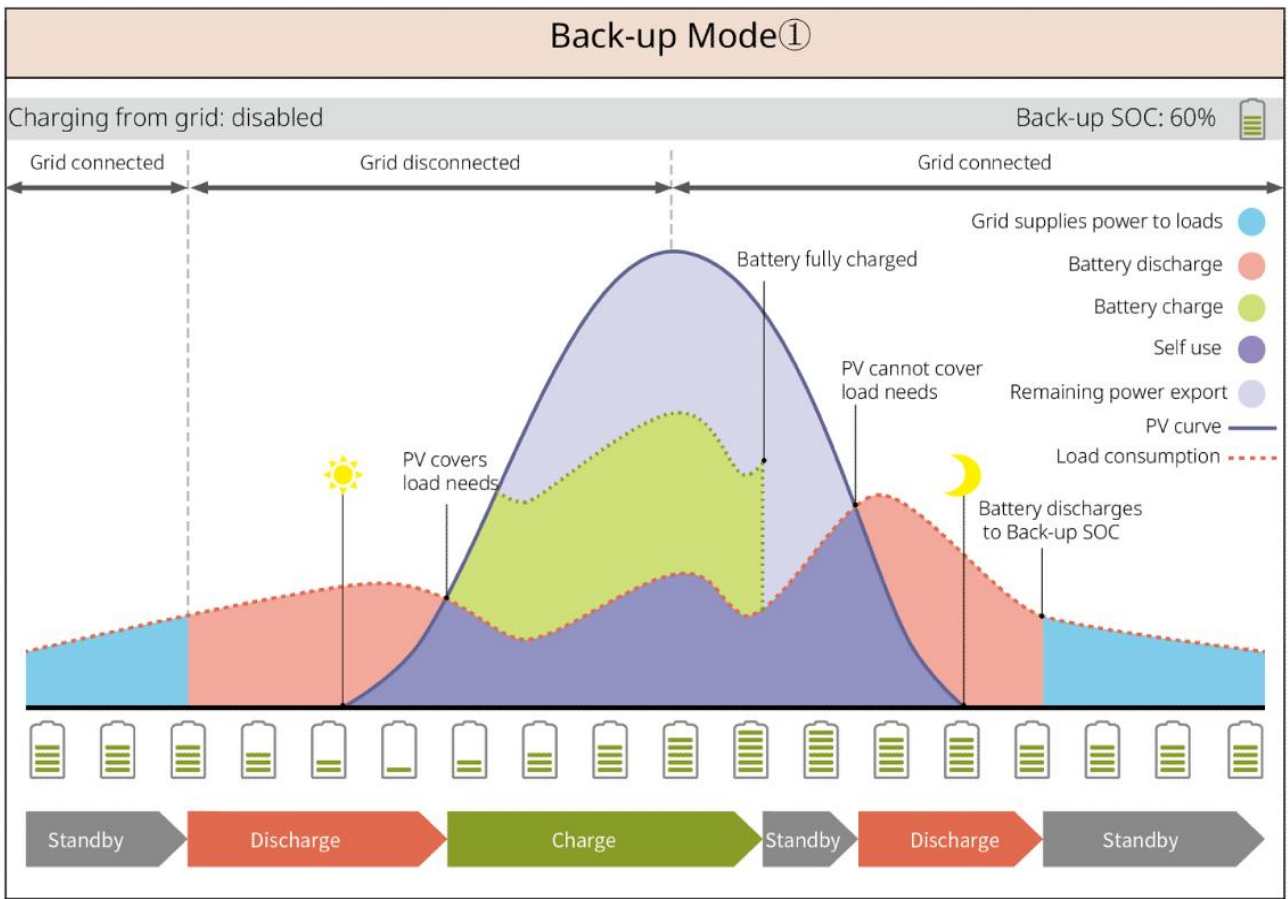 Back-up Mode①
Charging from grid: disabled
Back-up SOC: 60%
Grid connected
Grid disconnected
Grid connected
Grid supplies power to loads
Battery discharge
Battery charge
Self use
Remaining power export
PV curve
Load consumption
Battery fully charged
PV cannot cover
load needs
PV covers
load needs
Battery discharges
to Back-up SOC
Standby
Discharge
Charge
Standby
Discharge
Standby